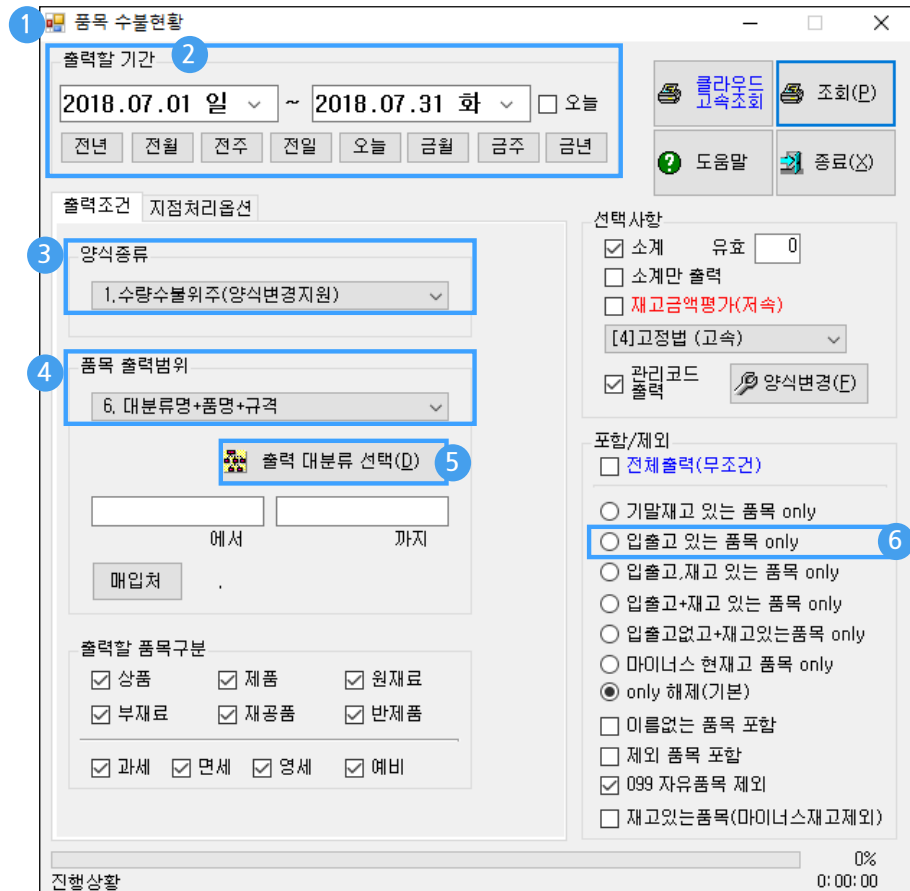 1 품목 수불현황
출력할 기간 2
2018.07.01 일 ~ 2018.07.31 화 오늘
전년 전월 전주 전일 오늘 금월 금주 금년
클라우드
고속조회
조회(P)
도움말 종료(X)
출력조건 지점처리옵션
3 양식종류
1.수량수불위주(양식변경지원)
4 품목 출력범위
6. 대분류명+품명+규격
출력 대분류 선택(D) 5
에서 까지
매입처 .
출력할 품목구분
상품 제품 원재료
부재료 재공품 반제품
과세 면세 영세 예비
선택사항
소계 유효 0
소계만 출력
재고금액평가(저속)
[4]고정법 (고속)
관리코드
출력
양식변경(F)
포함/제외
전체출력(무조건)
기말재고 있는 품목 only
입출고 있는 품목 only 6
입출고,재고 있는 품목 only
입출고+재고 있는 품목 only
입출고없고+재고있는품목 only
마이너스 현재고 품목 only
only 해제(기본)
이름없는 품목 포함
제외 품목 포함
099 자유품목 제외
재고있는품목(마이너스재고제외)
0%
진행상황 0:00:00